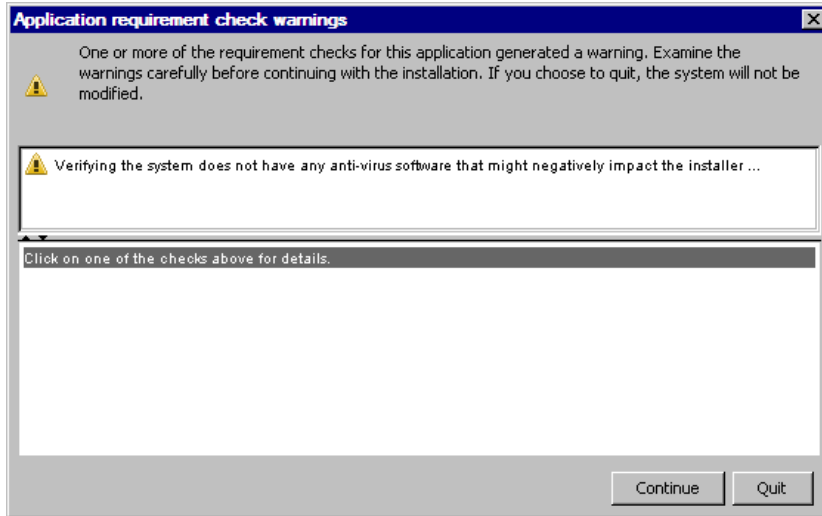 Application requirement check warnings
One or more of the requirement checks for this application generated a warning. Examine the
warnings carefully before continuing with the installation. If you choose to quit, the system will not be
modified.
Verifying the system does not have any anti-virus software that might negatively impact the installer ...
Click on one of the checks above for details.
Continue
Quit